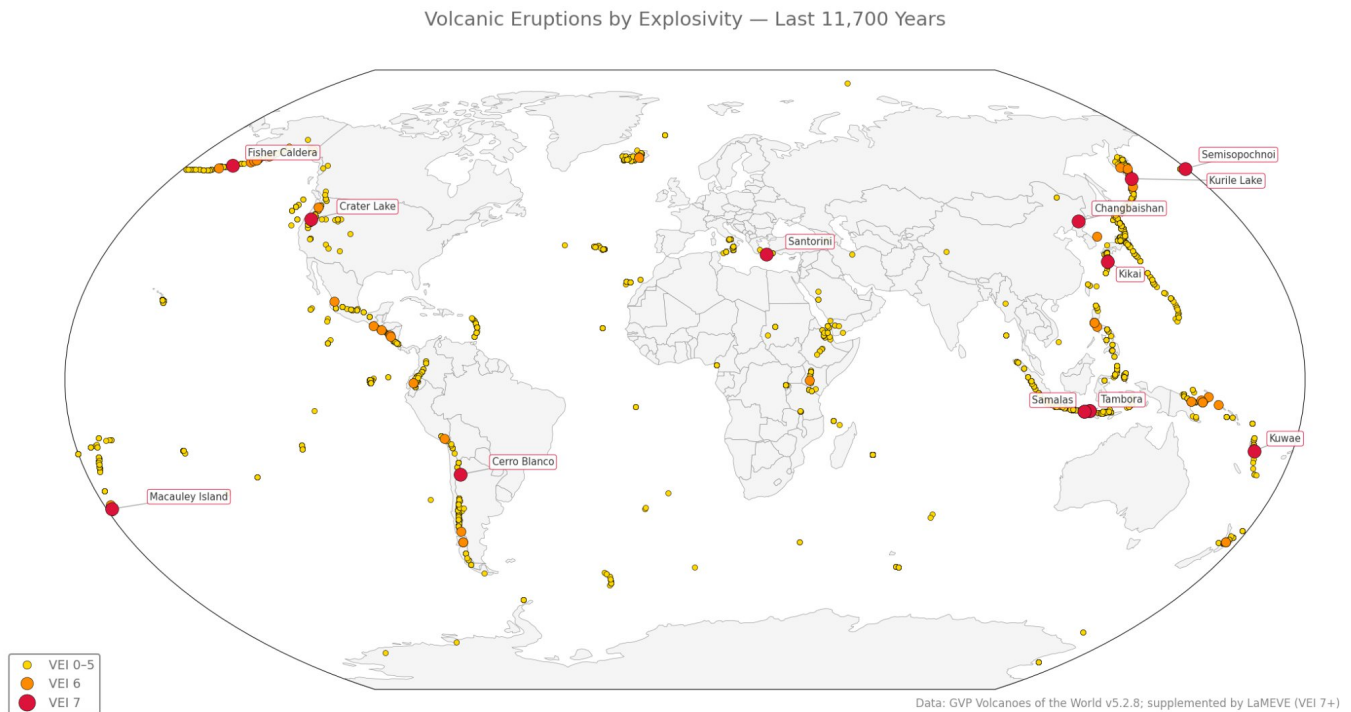 Volcanic Eruptions by Explosivity — Last 11,700 Years
Fisher Caldera
Semisopochnoi
Kurile Lake
Crater Lake
Changbaishan
Santorini
Kikai
Samalas
Tambora
Kuwae
Cerro Blanco
Macauley Island
VEI 0–5
VEI 6
VEI 7
Data: GVP Volcanoes of the World v5.2.8; supplemented by LaMEVE (VEI 7+)